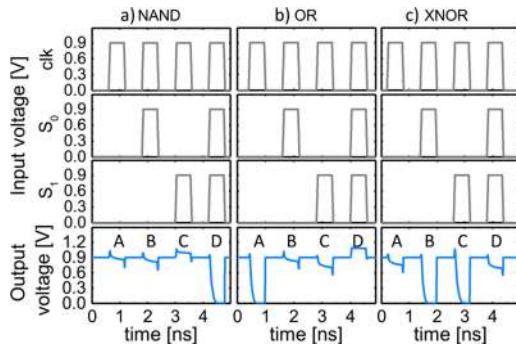 a) NAND
b) OR
c) XNOR
Input voltage [V]
clk
0.9
0.6
0.3
0.0
S0
0.9
0.6
0.3
0.0
S1
0.9
0.6
0.3
0.0
Output voltage [V]
1.2
0.9
0.6
0.3
0.0
A B C D
A B C D
A B C D
0 1 2 3 4
0 1 2 3 4
0 1 2 3 4
time [ns]
time [ns]
time [ns]